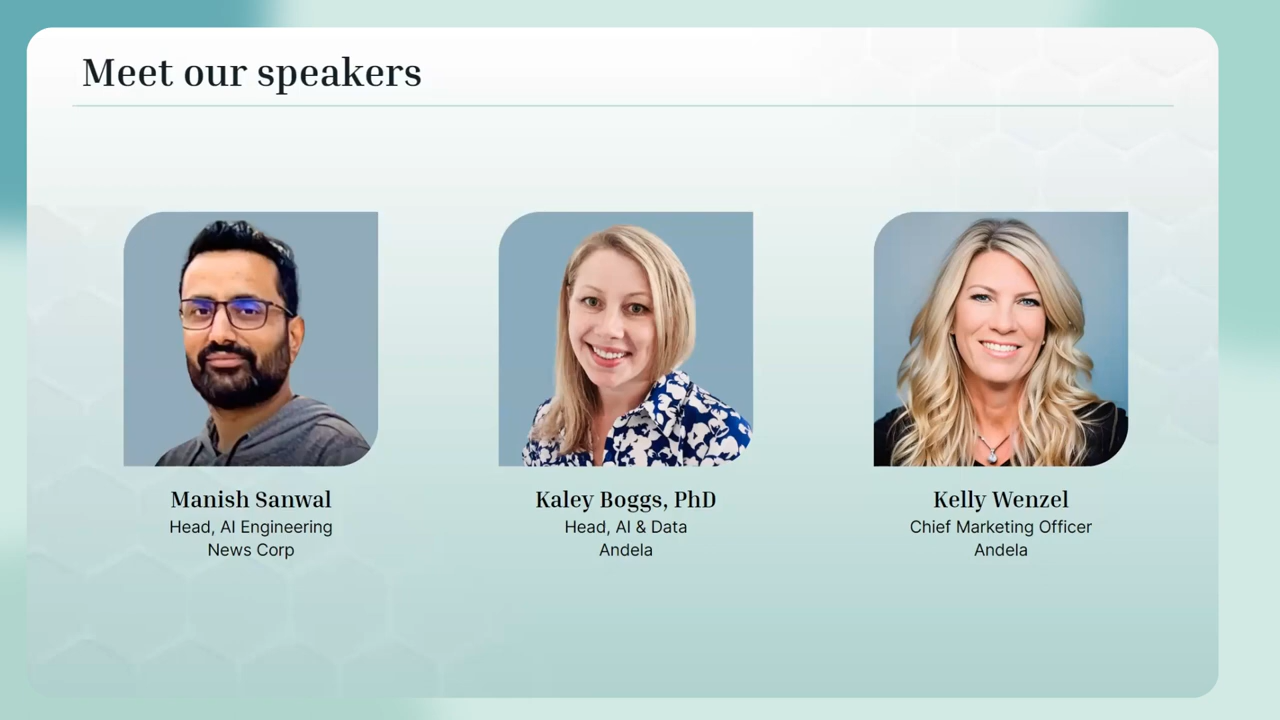 Meet our speakers
Manish Sanwal
Head, AI Engineering
News Corp
Kaley Boggs, PhD
Head, AI & Data
Andela
Kelly Wenzel
Chief Marketing Officer
Andela